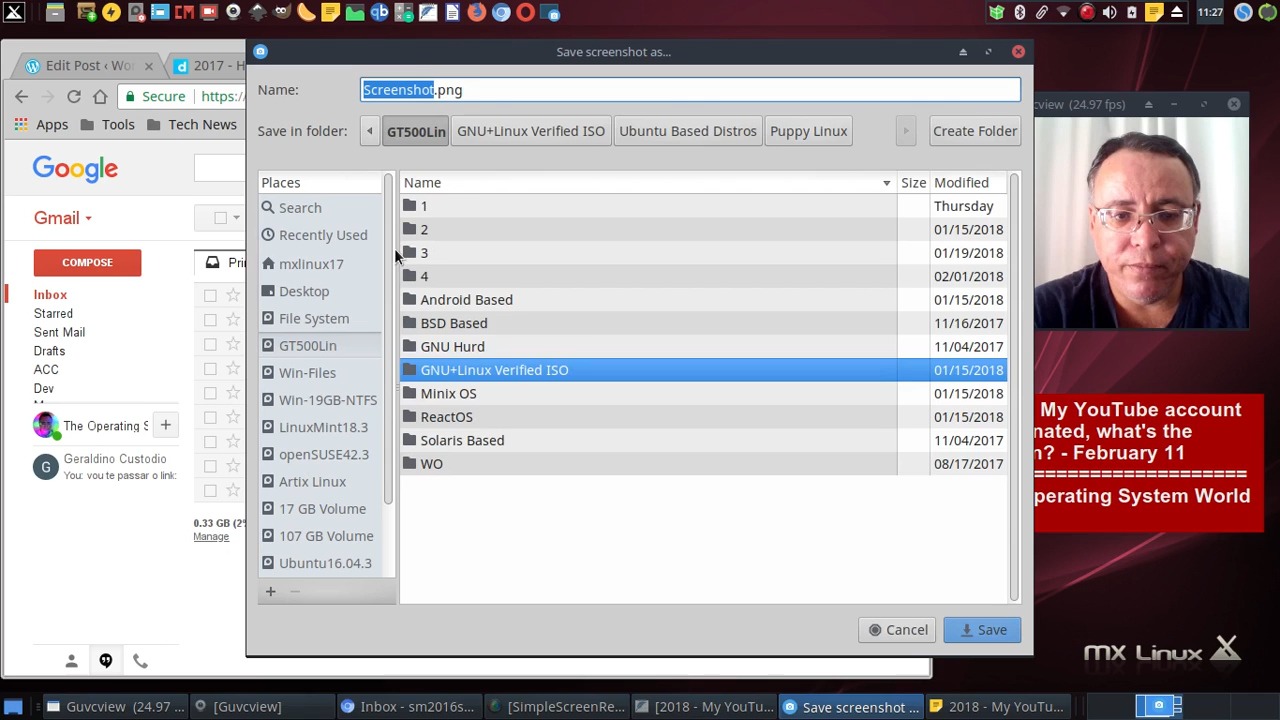 11:27
Save screenshot as...
Edit Post ‹ Wo
2017 - H
cview (24.97 fps)
Name:
Screenshot.png
Secure
https:/
Apps
Tools
Tech News
Save in folder:
GT500Lin
GNU+Linux Verified ISO
Ubuntu Based Distros
Puppy Linux
Create Folder
Google
Gmail
COMPOSE
Pri
Inbox
Starred
Sent Mail
Drafts
ACC
Dev
The Operating S
Geraldino Custodio
You: vou te passar o link:
0.33 GB (2%
Manage
Places
Search
Recently Used
mxlinux17
Desktop
File System
GT500Lin
Win-Files
Win-19GB-NTFS
LinuxMint18.3
openSUSE42.3
Artix Linux
17 GB Volume
107 GB Volume
Ubuntu16.04.3
Name Size Modified
1 Thursday
2 01/15/2018
3 01/19/2018
4 02/01/2018
Android Based 01/15/2018
BSD Based 11/16/2017
GNU Hurd 11/04/2017
GNU+Linux Verified ISO 01/15/2018
Minix OS 01/15/2018
ReactOS 01/15/2018
Solaris Based 11/04/2017
WO 08/17/2017
Cancel
Save
My YouTube account
nated, what's the
n? - February 11
====================
perating System World
MX Linux
Guvcview (24.97 ...
[Guvcview]
Inbox - sm2016s...
[SimpleScreenRe...
[2018 - My YouTu...
Save screenshot ...
2018 - My YouTu...